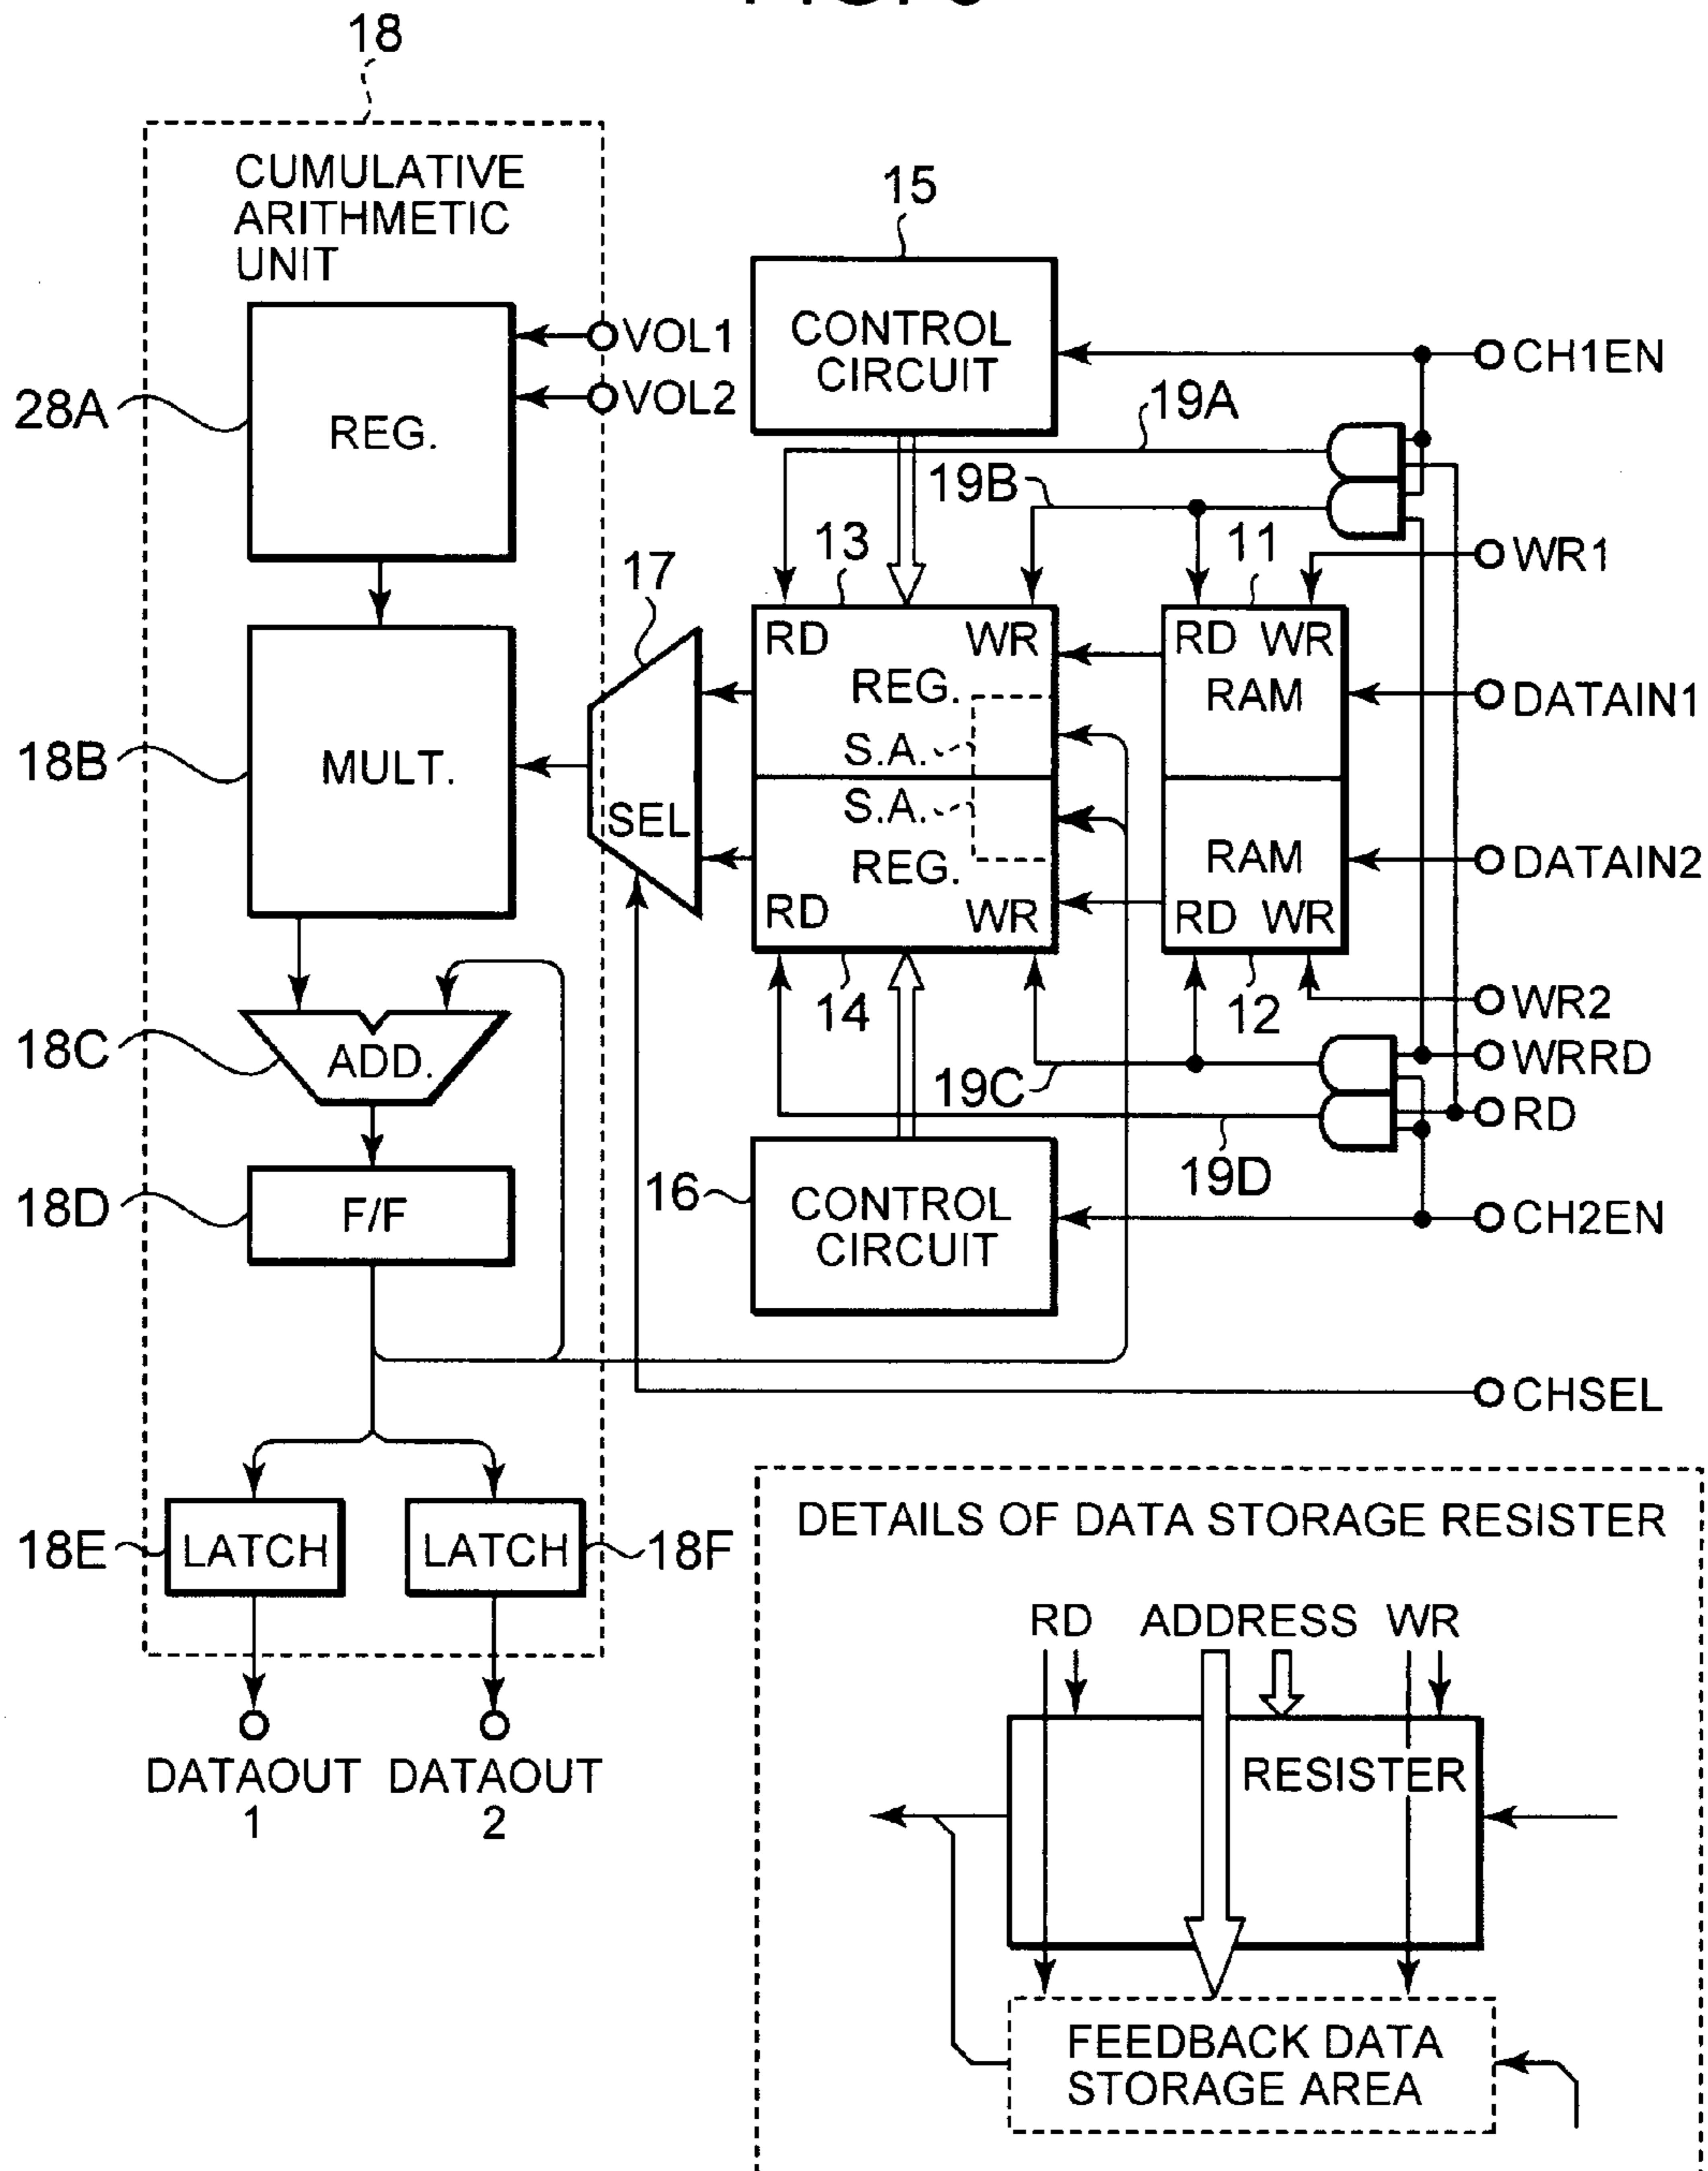 18
CUMULATIVE
ARITHMETIC
UNIT
15
CONTROL
CIRCUIT
VOL1
VOL2
CH1EN
28A
REG.
19A
19B
13
11
WR1
17
RD WR
REG.
S.A.
RD WR
RAM
DATAIN1
18B
MULT.
SEL
S.A.
REG.
RD WR
RAM
RD WR
DATAIN2
14
12
WR2
18C
ADD.
19C
WRRD
RD
19D
18D
F/F
16
CONTROL
CIRCUIT
CH2EN
CHSEL
18E
LATCH
LATCH
18F
DATAOUT
1
DATAOUT
2
DETAILS OF DATA STORAGE RESISTER
RD ADDRESS WR
RESISTER
FEEDBACK DATA
STORAGE AREA